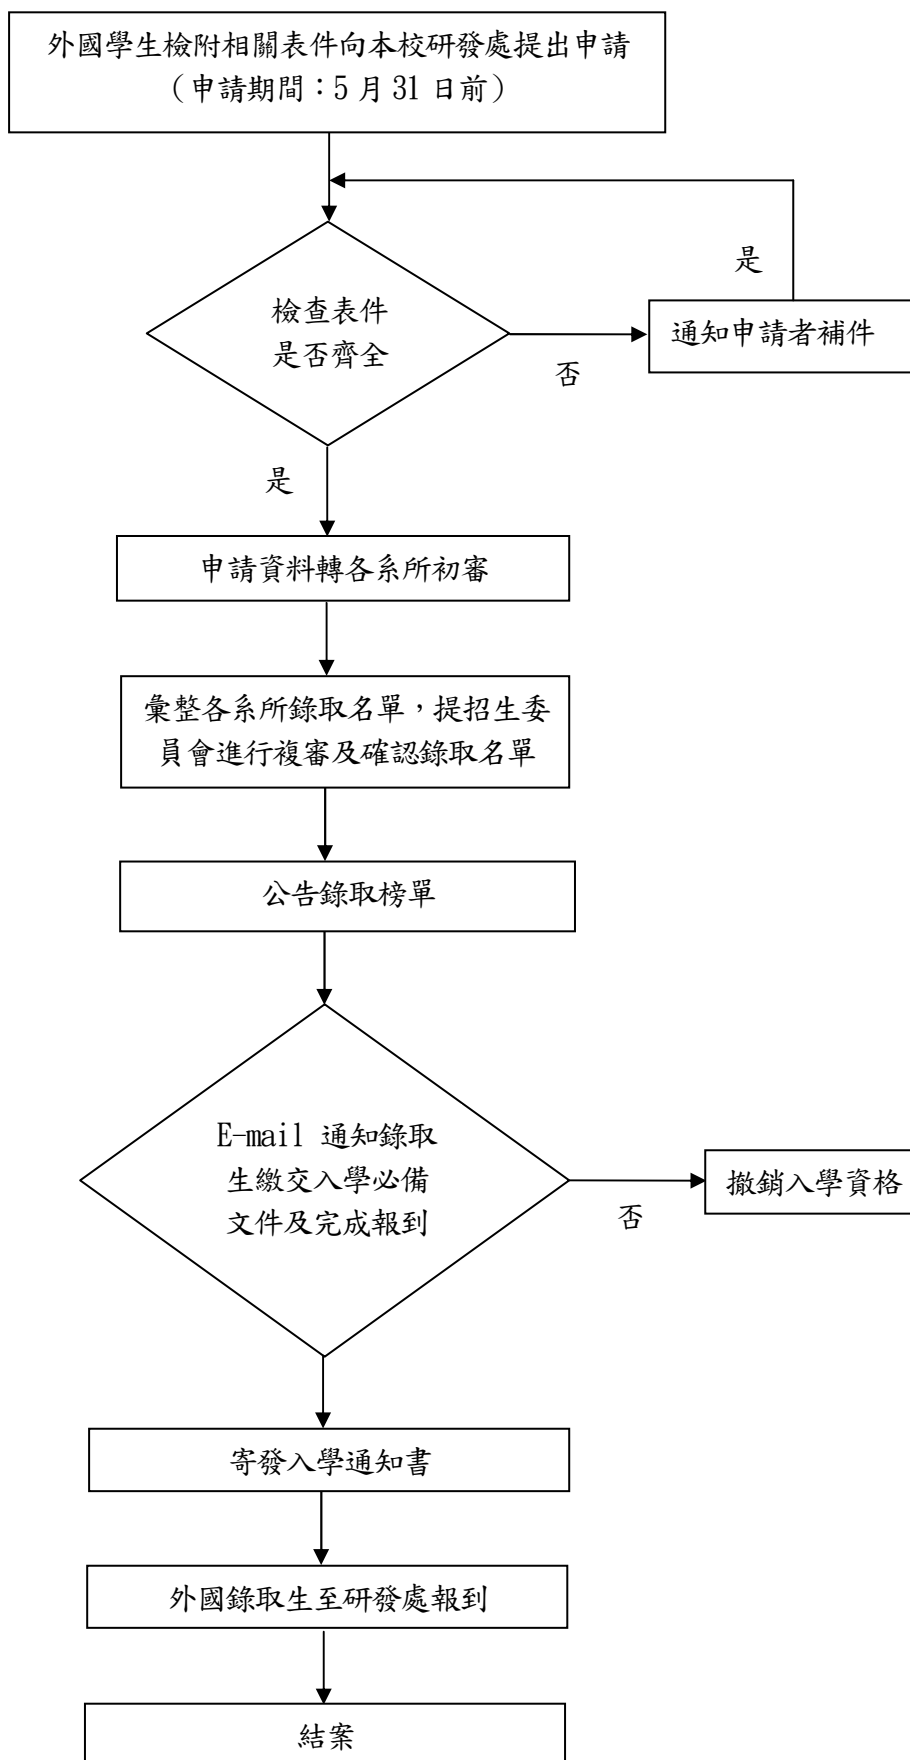 外國學生檢附相關表件向本校研發處提出申請
（申請期間：5 月 31 日前）
是
檢查表件
是否齊全
通知申請者補件
否
是
申請資料轉各系所初審
彙整各系所錄取名單，提招生委
員會進行複審及確認錄取名單
公告錄取榜單
E-mail 通知錄取
生繳交入學必備
文件及完成報到
撤銷入學資格
否
寄發入學通知書
外國錄取生至研發處報到
結案